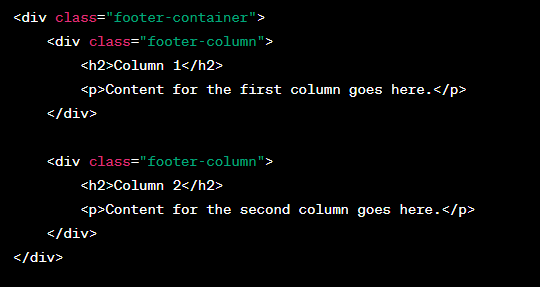 <div class="footer-container">
    <div class="footer-column">
        <h2>Column 1</h2>
        <p>Content for the first column goes here.</p>
    </div>

    <div class="footer-column">
        <h2>Column 2</h2>
        <p>Content for the second column goes here.</p>
    </div>
</div>